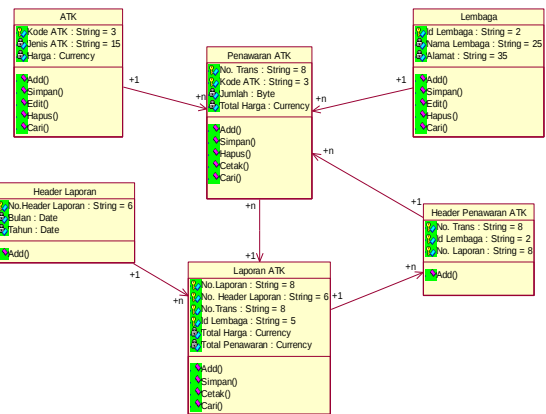 ATK
Kode ATK : String = 3
Jenis ATK : String = 15
Harga : Currency
Add()
Simpan()
Edit()
Hapus()
Cari()
+1
Penawaran ATK
No. Trans : String = 8
Kode ATK : String = 3
Jumlah : Byte
Total Harga : Currency
Add()
Simpan()
Hapus()
Cetak()
Cari()
+n
+n
+n
+n
Lembaga
Id Lembaga : String = 2
Nama Lembaga : String = 25
Alamat : String = 35
Add()
Simpan()
Edit()
Hapus()
Cari()
+1
Header Laporan
No.Header Laporan : String = 6
Bulan : Date
Tahun : Date
Add()
+1
Header Penawaran ATK
No. Trans : String = 8
Id Lembaga : String = 2
No. Laporan : String = 8
Add()
+1
+n
Laporan ATK
No.Laporan : String = 8
No. Header Laporan : String = 6
No.Trans : String = 8
Id Lembaga : String = 5
Total Harga : Currency
Total Penawaran : Currency
Add()
Simpan()
Cetak()
Cari()
+1
+n
+1